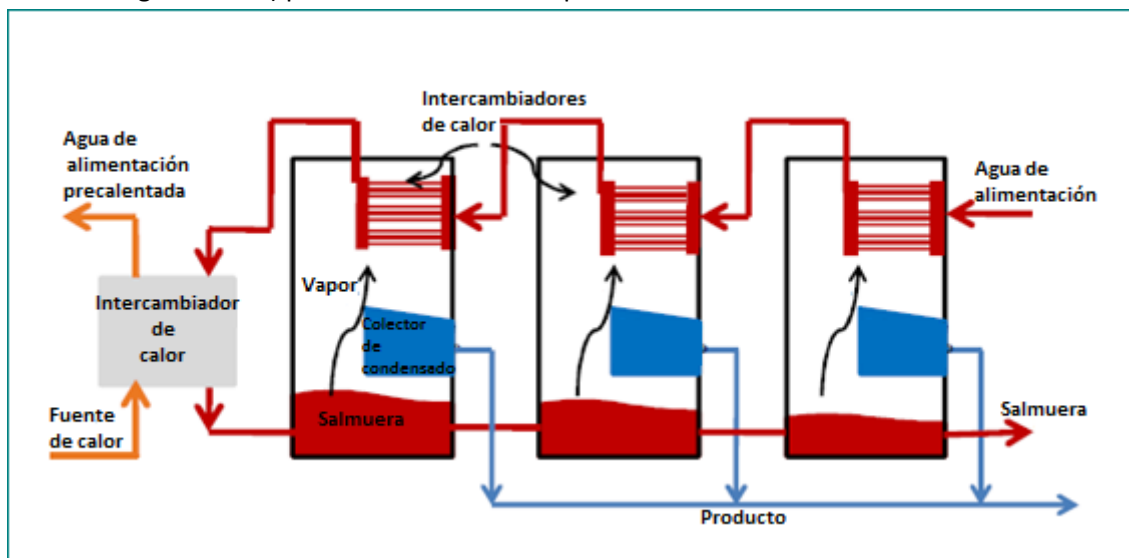 Intercambiadores
de calor
Agua de
alimentación
precalentada
Agua de
alimentación
Vapor
Intercambiador
de
calor
Colector
de
condensado
Fuente
de calor
Salmuera
Salmuera
Producto